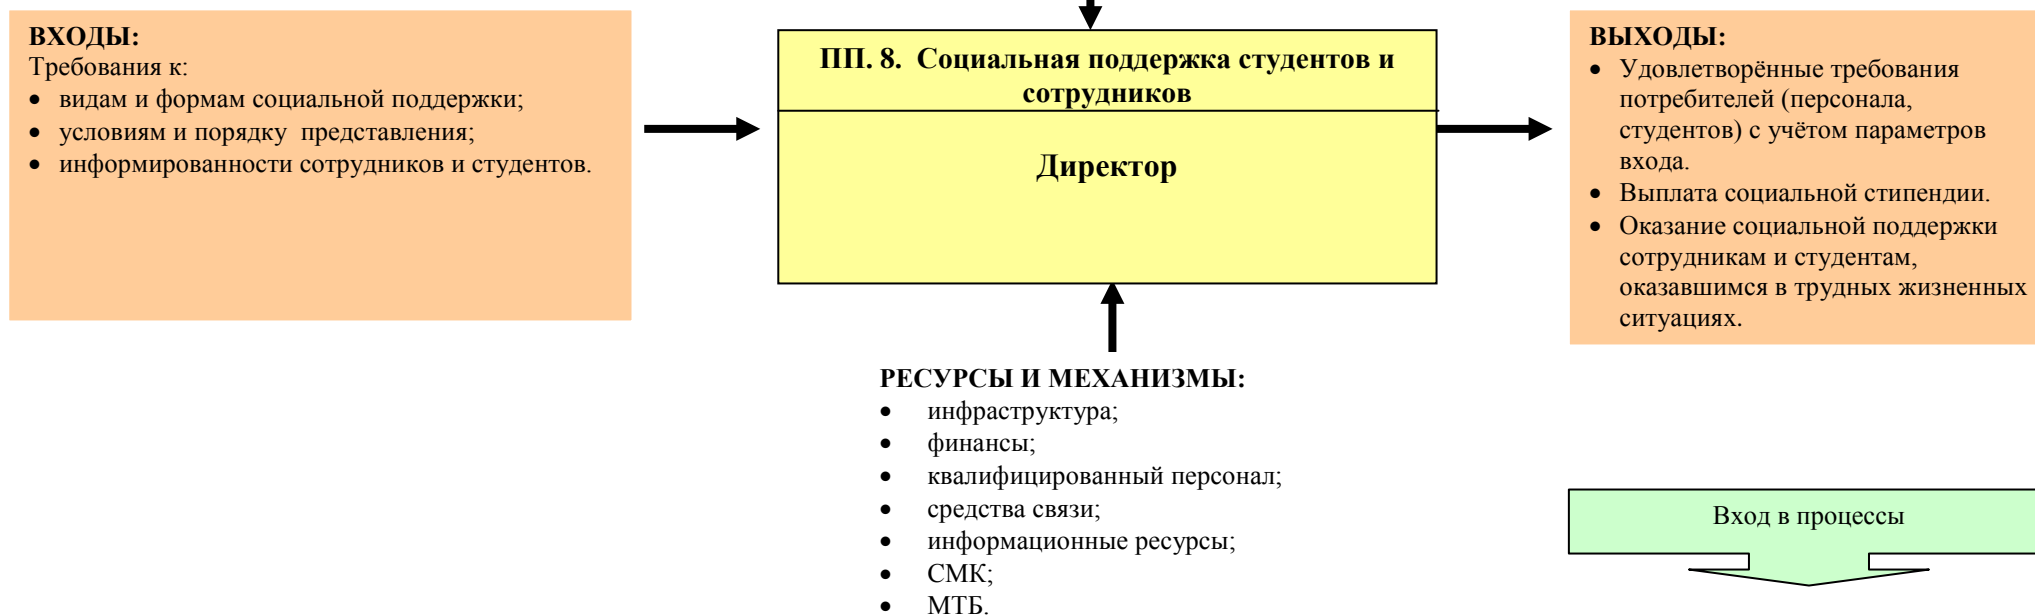 ВХОДЫ:
Требования к:
• видам и формам социальной поддержки;
• условиям и порядку представления;
• информированности сотрудников и студентов.
ПП. 8. Социальная поддержка студентов и
сотрудников
Директор
ВЫХОДЫ:
• Удовлетворённые требования
потребителей (персонала,
студентов) с учётом параметров
входа.
• Выплата социальной стипендии.
• Оказание социальной поддержки
сотрудникам и студентам,
оказавшимся в трудных жизненных
ситуациях.
РЕСУРСЫ И МЕХАНИЗМЫ:
• инфраструктура;
• финансы;
• квалифицированный персонал;
• средства связи;
• информационные ресурсы;
• СМК;
• МТБ.
Вход в процессы